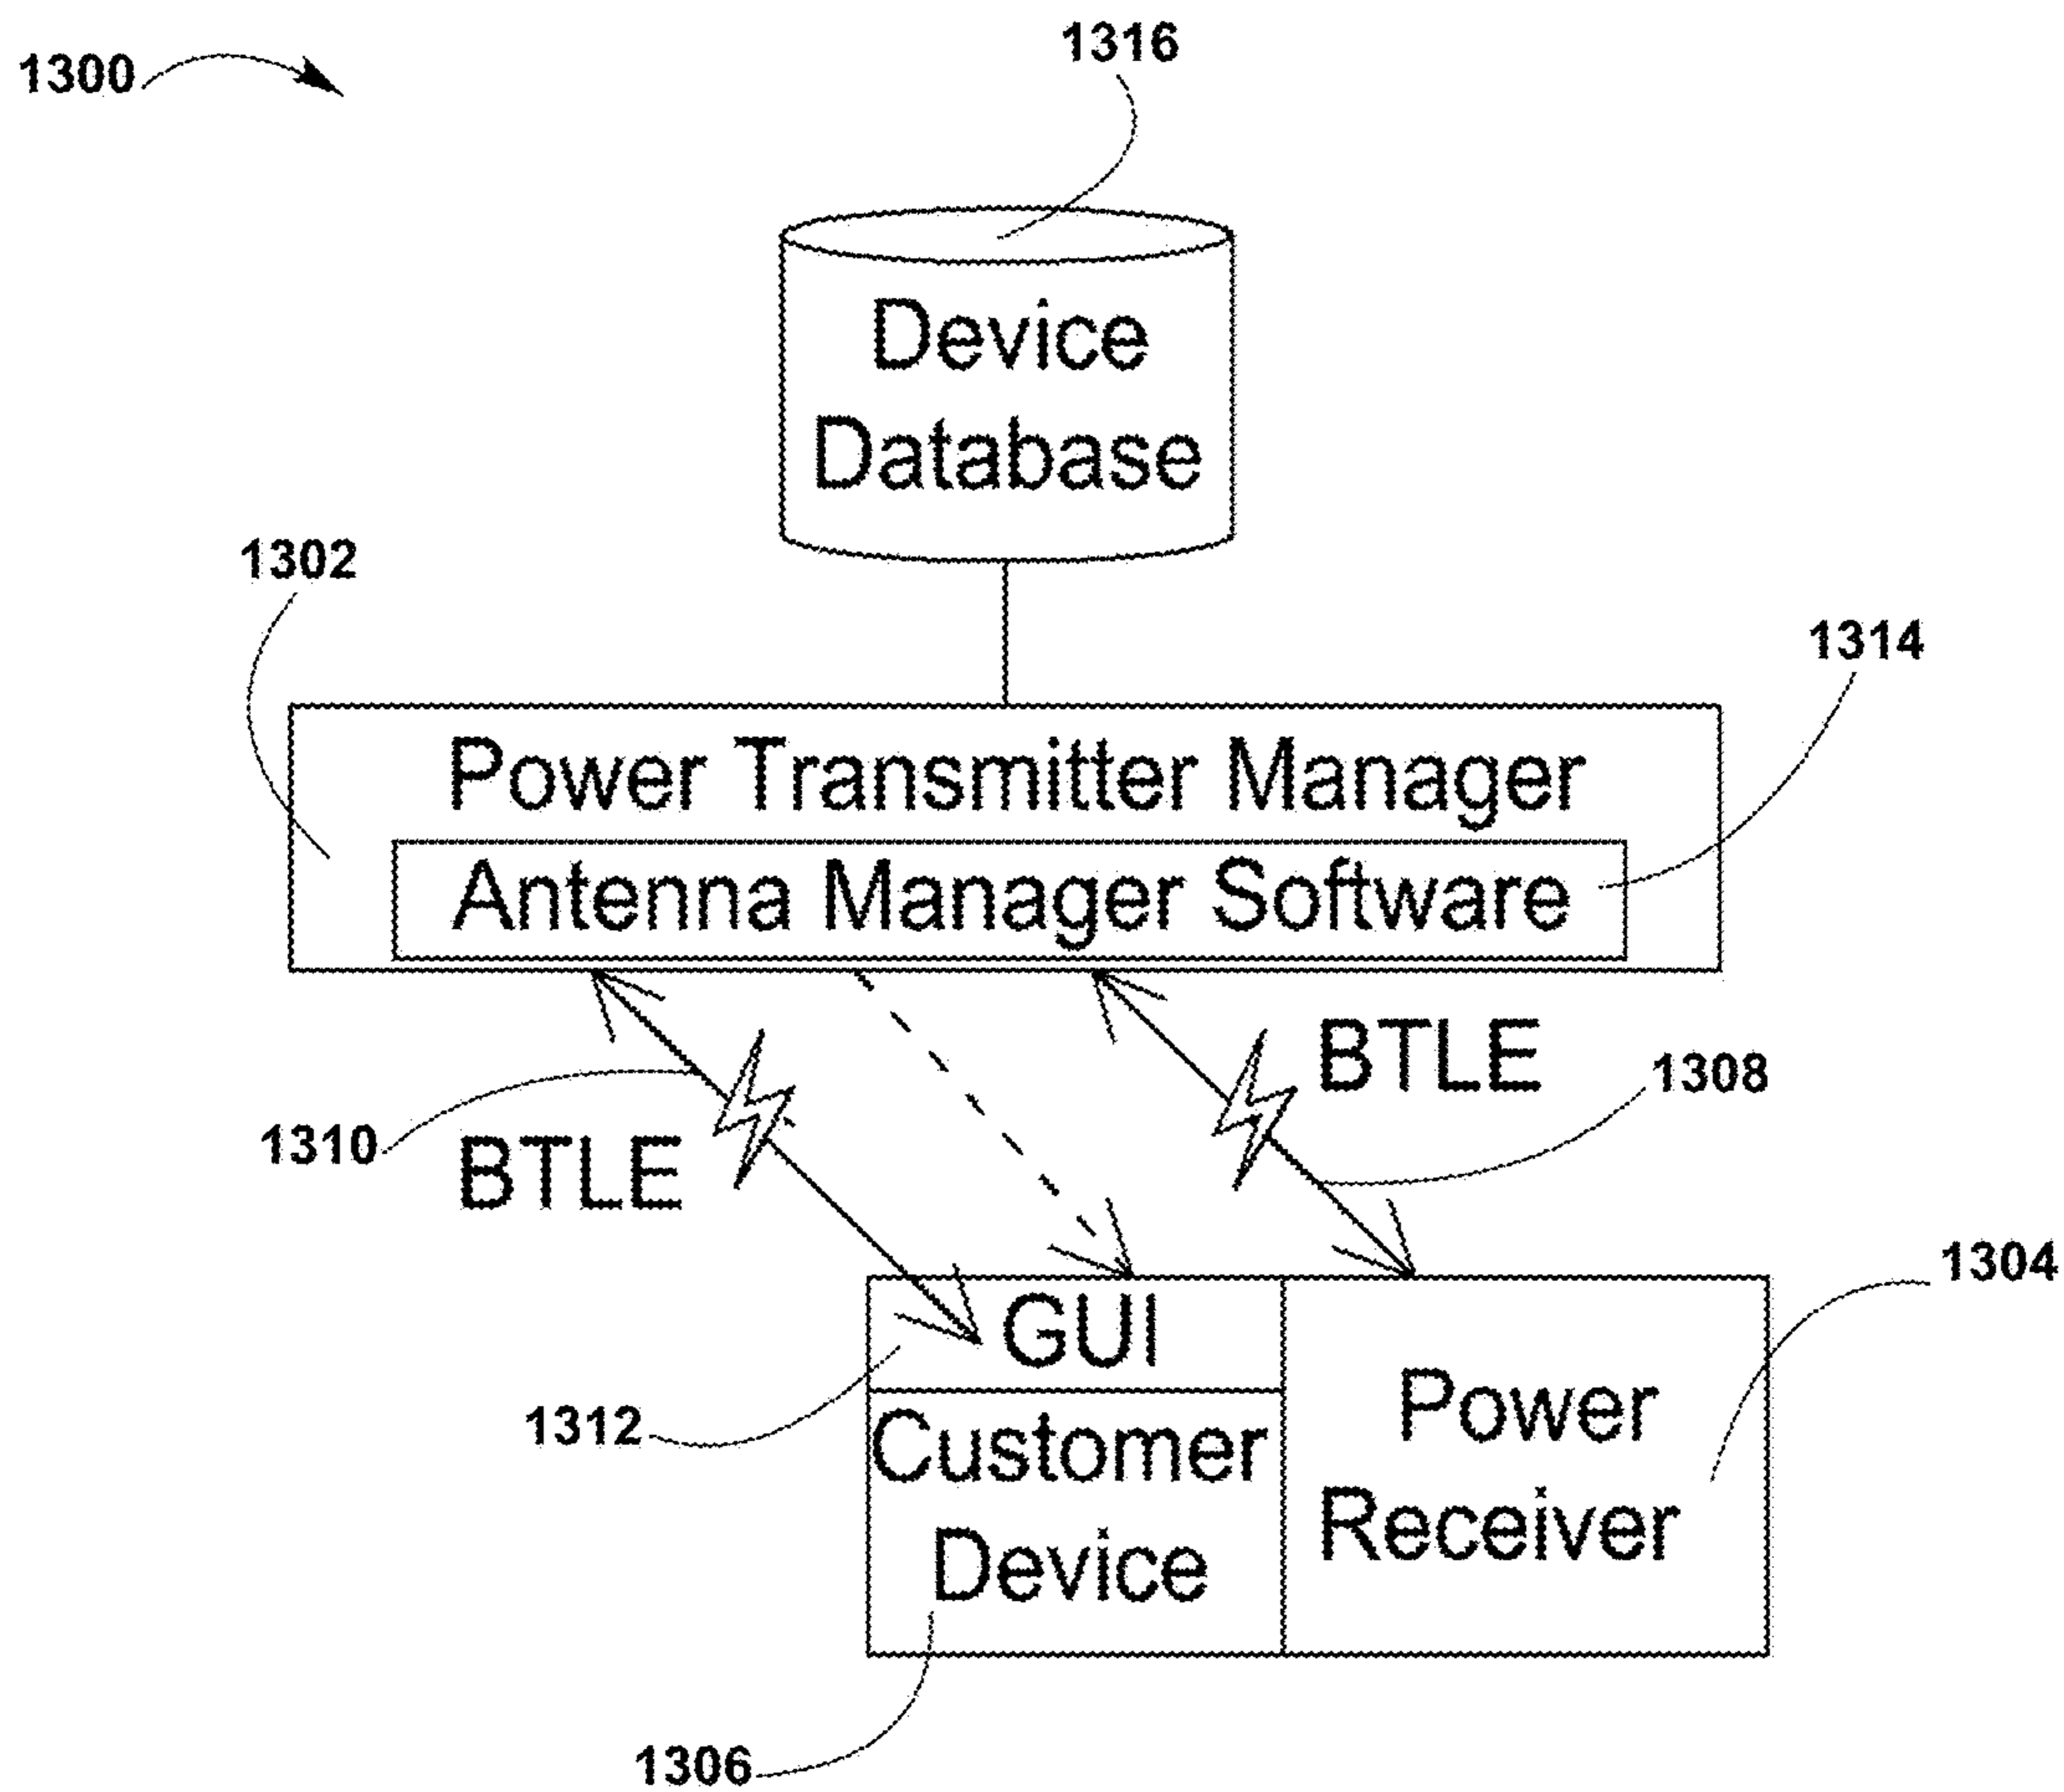 1300
1316
Device
Database
1302
1314
Power Transmitter Manager
Antenna Manager Software
BTLE
1308
1310
BTLE
1304
GUI
1312
Customer
Device
Power
Receiver
1306